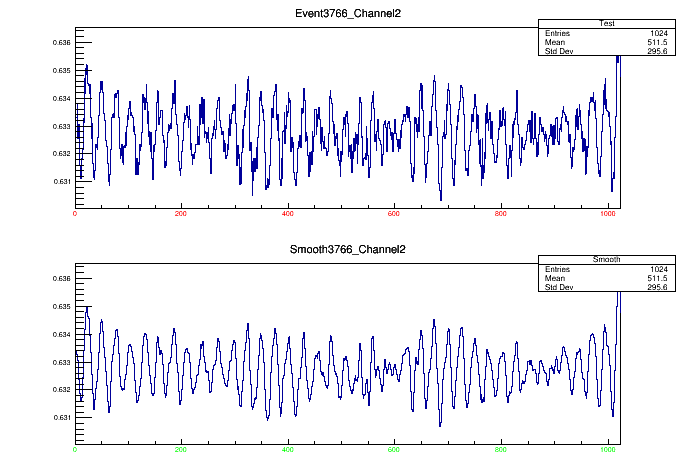 Event3766_Channel2
Test
Entries 1024
Mean 511.5
Std Dev 295.6
0.636
0.635
0.634
0.633
0.632
0.631
0 200 400 600 800 1000
Smooth3766_Channel2
Smooth
Entries 1024
Mean 511.5
Std Dev 295.6
0.636
0.635
0.634
0.633
0.632
0.631
0 200 400 600 800 1000